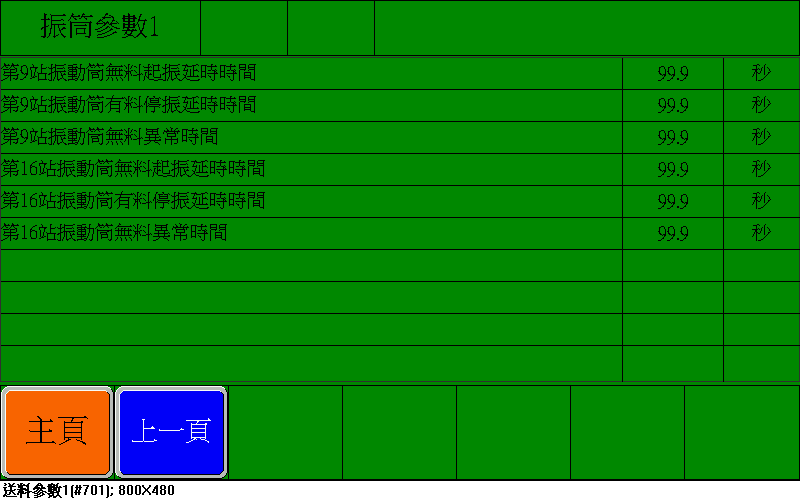 振筒參數1
第9站振動筒無料起振延時時間 99.9 秒
第9站振動筒有料停振延時時間 99.9 秒
第9站振動筒無料異常時間 99.9 秒
第16站振動筒無料起振延時時間 99.9 秒
第16站振動筒有料停振延時時間 99.9 秒
第16站振動筒無料異常時間 99.9 秒
主頁 上一頁
送料參數1(#701); 800X480